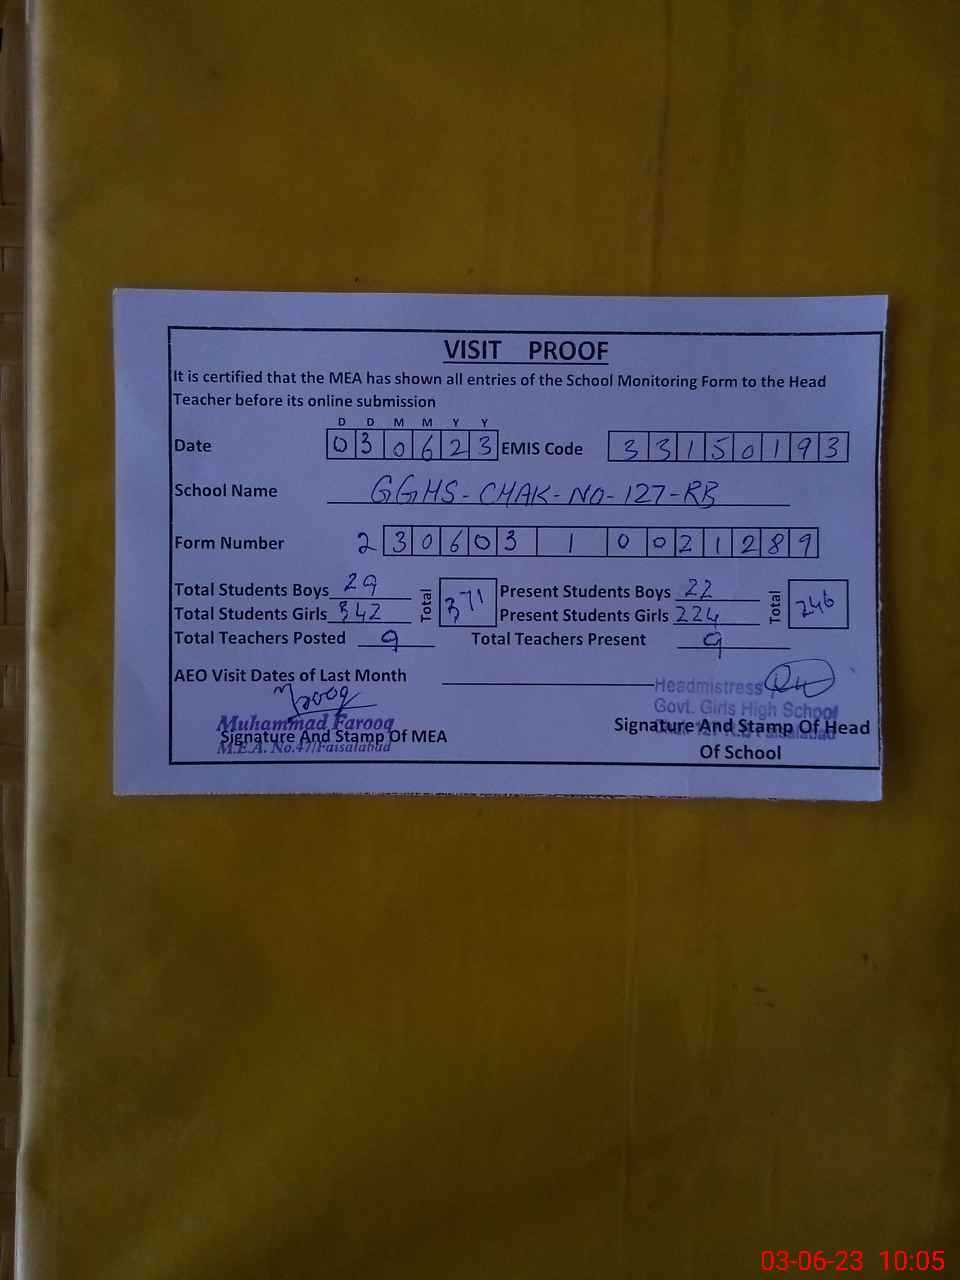 VISIT PROOF
It is certified that the MEA has shown all entries of the School Monitoring Form to the Head
Teacher before its online submission
D D M M Y Y
Date 0 3 0 6 2 3 EMIS Code 3 3 1 5 0 1 9 3
School Name GGHS-CHAK-NO-127-RB
Form Number 2 3 0 6 0 3 1 0 0 2 1 2 8 9
Total Students Boys 29 Total 371 Present Students Boys 22 Total 246
Total Students Girls 342 Present Students Girls 224
Total Teachers Posted 9 Total Teachers Present 9
AEO Visit Dates of Last Month
Headmistress
Govt. Girls High School
Farooq
Muhammad Farooq
Signature And Stamp Of MEA
M.E.A. No.47/Faisalabad
Signature And Stamp Of Head
Of School
03-06-23 10:05